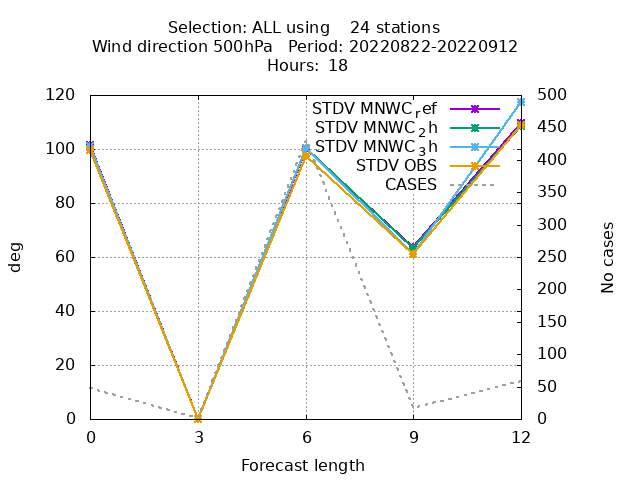 Selection: ALL using    24 stations
Wind direction 500hPa   Period: 20220822-20220912
Hours:  18
STDV MNWC_ref
STDV MNWC_2h
STDV MNWC_3h
STDV OBS
CASES
deg
No cases
120
100
80
60
40
20
0
500
450
400
350
300
250
200
150
100
50
0
0 3 6 9 12
Forecast length